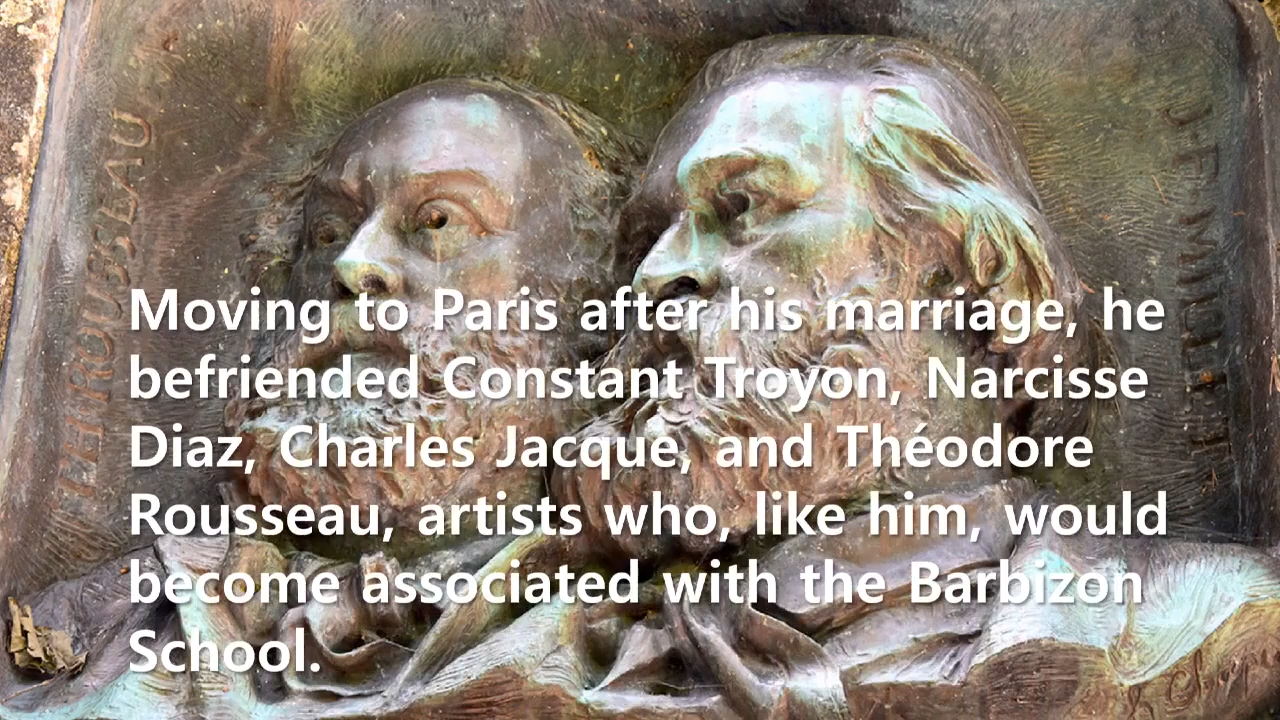 TH ROUSSEAU
J.F. MILLET
Moving to Paris after his marriage, he
befriended Constant Troyon, Narcisse
Diaz, Charles Jacque, and Théodore
Rousseau, artists who, like him, would
become associated with the Barbizon
School.